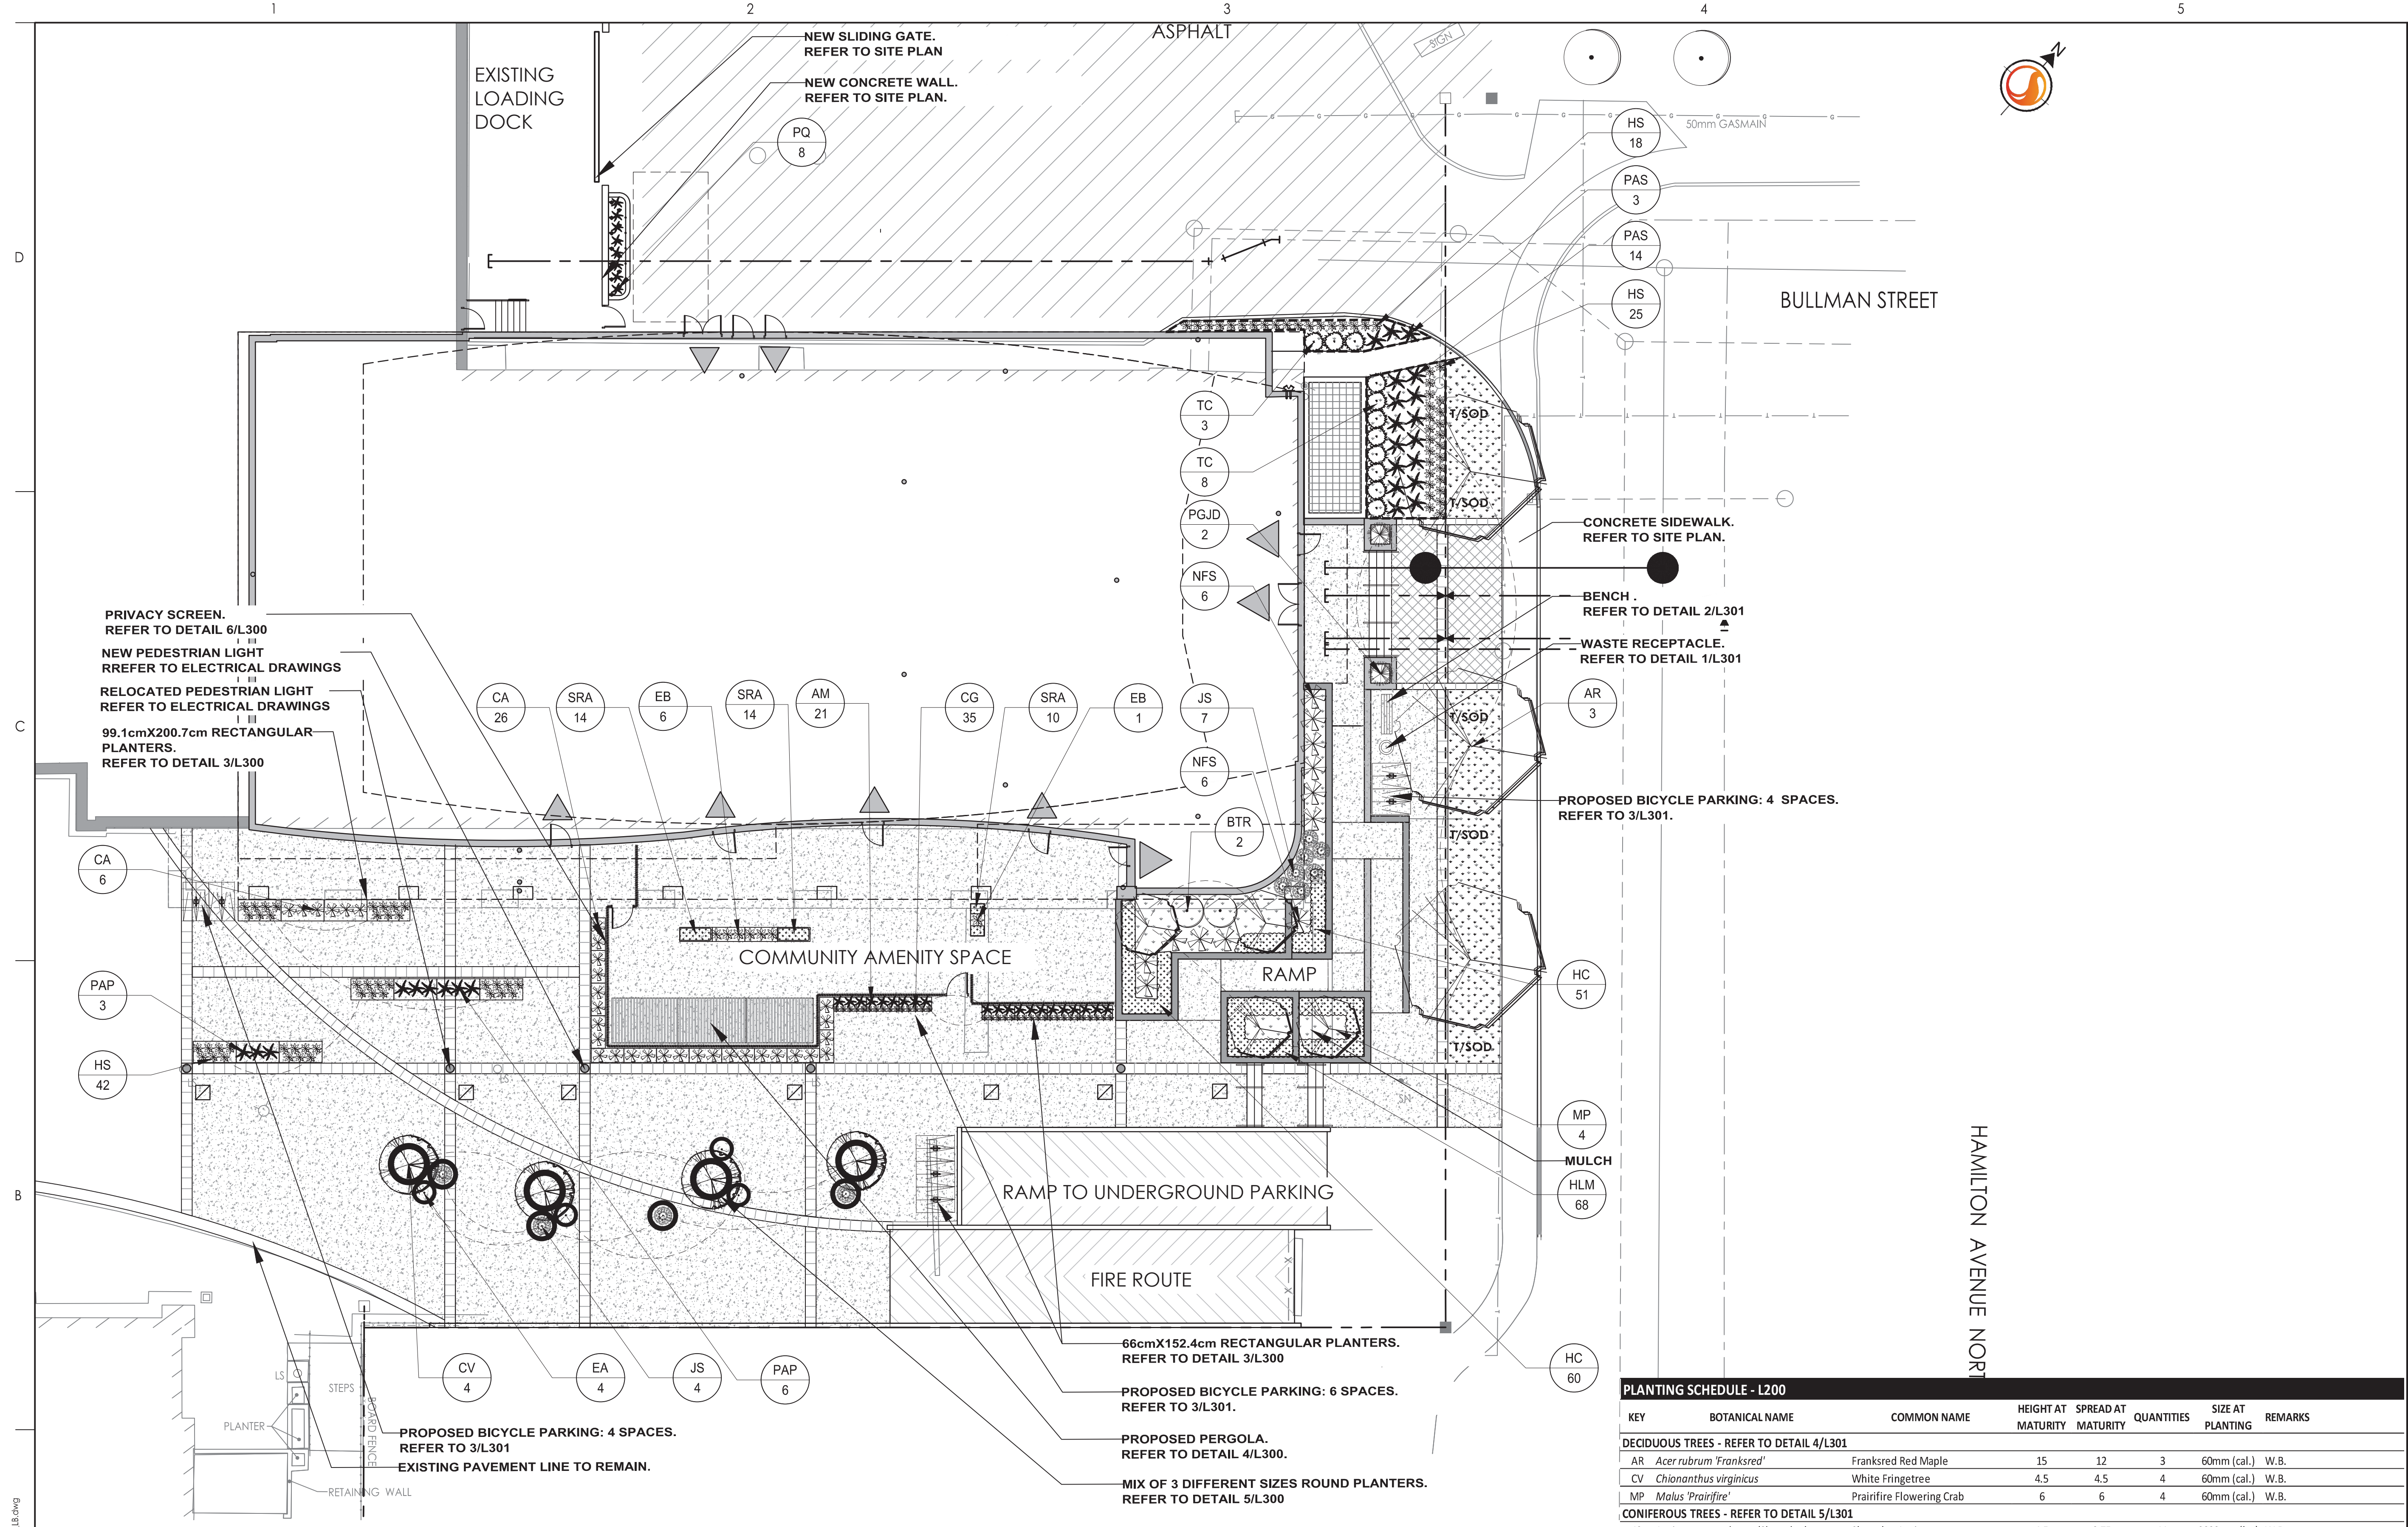 1 2 3 4 5
ASPHALT
NEW SLIDING GATE.
REFER TO SITE PLAN
EXISTING
LOADING
DOCK
NEW CONCRETE WALL.
REFER TO SITE PLAN.
SIGN
N
50mm GASMAIN
G G G G G G G G G G
PQ
8
HS
18
PAS
3
PAS
14
HS
25
D
BULLMAN STREET
TC
3
TC
8
PGJD
2
NFS
6
T/SOD
T/SOD
CONCRETE SIDEWALK.
REFER TO SITE PLAN.
BENCH .
REFER TO DETAIL 2/L301
WASTE RECEPTACLE.
REFER TO DETAIL 1/L301
PRIVACY SCREEN.
REFER TO DETAIL 6/L300
NEW PEDESTRIAN LIGHT
RREFER TO ELECTRICAL DRAWINGS
RELOCATED PEDESTRIAN LIGHT
REFER TO ELECTRICAL DRAWINGS
99.1cmX200.7cm RECTANGULAR
PLANTERS.
REFER TO DETAIL 3/L300
C
CA
26
SRA
14
EB
6
SRA
14
AM
21
CG
35
SRA
10
EB
1
JS
7
NFS
6
BTR
2
AR
3
T/SOD
T/SOD
T/SOD
PROPOSED BICYCLE PARKING: 4 SPACES.
REFER TO 3/L301.
CA
6
PAP
3
HS
42
COMMUNITY AMENITY SPACE
RAMP
HC
51
MP
4
MULCH
HLM
68
SN
B
RAMP TO UNDERGROUND PARKING
FIRE ROUTE
X
X
HAMILTON AVENUE NORT
CV
4
EA
4
JS
4
PAP
6
HC
60
LS
STEPS
PLANTER
BOARD FENCE
RETAINING WALL
66cmX152.4cm RECTANGULAR PLANTERS.
REFER TO DETAIL 3/L300
PROPOSED BICYCLE PARKING: 6 SPACES.
REFER TO 3/L301.
PROPOSED PERGOLA.
REFER TO DETAIL 4/L300.
MIX OF 3 DIFFERENT SIZES ROUND PLANTERS.
REFER TO DETAIL 5/L300
PROPOSED BICYCLE PARKING: 4 SPACES.
REFER TO 3/L301
EXISTING PAVEMENT LINE TO REMAIN.
LB.dwg
PLANTING SCHEDULE - L200
KEY BOTANICAL NAME COMMON NAME HEIGHT AT MATURITY SPREAD AT MATURITY QUANTITIES SIZE AT PLANTING REMARKS
DECIDUOUS TREES - REFER TO DETAIL 4/L301
AR Acer rubrum 'Franksred' Franksred Red Maple 15 12 3 60mm (cal.) W.B.
CV Chionanthus virginicus White Fringetree 4.5 4.5 4 60mm (cal.) W.B.
MP Malus 'Prairifire' Prairifire Flowering Crab 6 6 4 60mm (cal.) W.B.
CONIFEROUS TREES - REFER TO DETAIL 5/L301